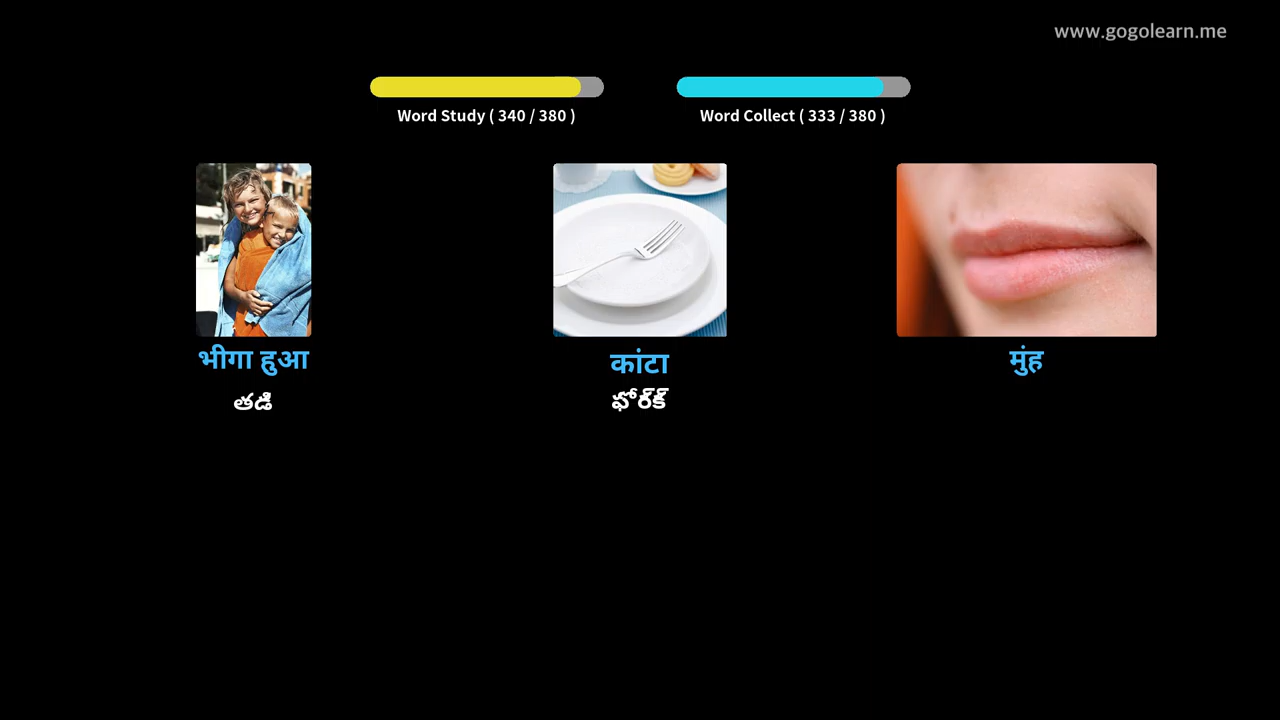 www.gogolearn.me
Word Study ( 340 / 380 )
Word Collect ( 333 / 380 )
भीगा हुआ
कांटा
मुंह
తడి
ఫోర్క్